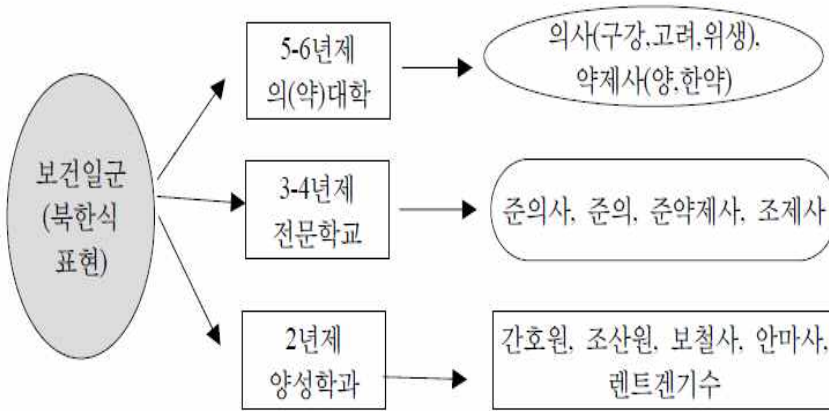 보건일군
(북한식
표현)
5-6년제
의(약)대학
의사(구강,고려,위생),
약제사(양,한약)
3-4년제
전문학교
준의사, 준의, 준약제사, 조제사
2년제
양성학과
간호원, 조산원, 보철사, 안마사,
렌트겐기수